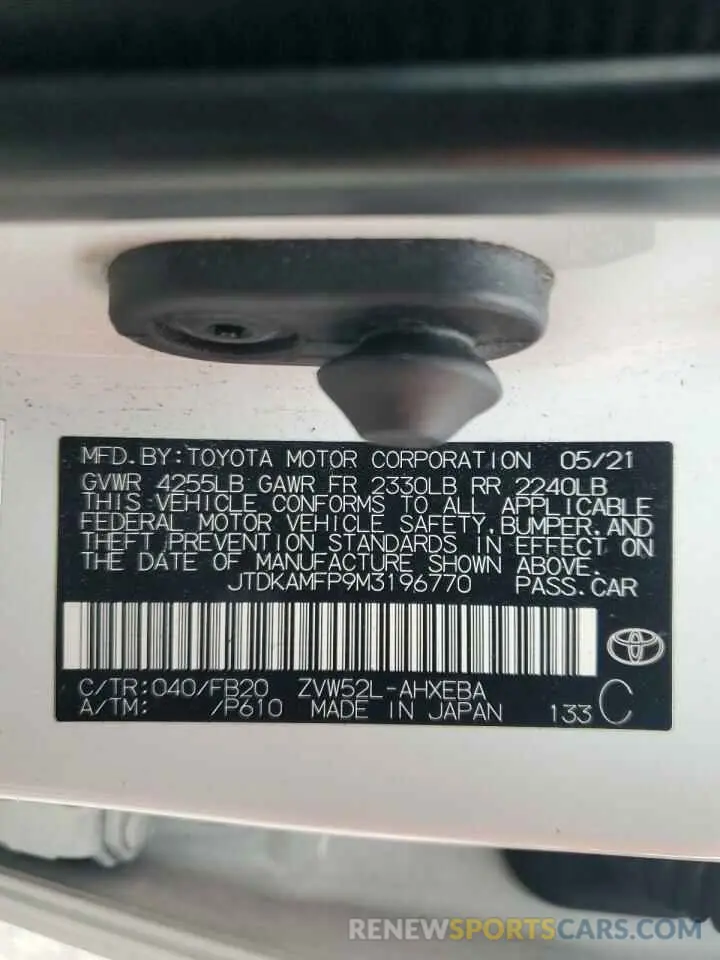 MFD.BY:TOYOTA MOTOR CORPORATION 05/21
GVWR 4255LB GAWR FR 2330LB RR 2240LB
THIS VEHICLE CONFORMS TO ALL APPLICABLE
FEDERAL MOTOR VEHICLE SAFETY,BUMPER,AND
THEFT PREVENTION STANDARDS IN EFFECT ON
THE DATE OF MANUFACTURE SHOWN ABOVE.
JTDKAMFP9M3196770 PASS.CAR
C/TR:040/FB20 ZVW52L-AHXEBA
A/TM: /P610 MADE IN JAPAN 133 C
RENEWSPORTSCARS.COM